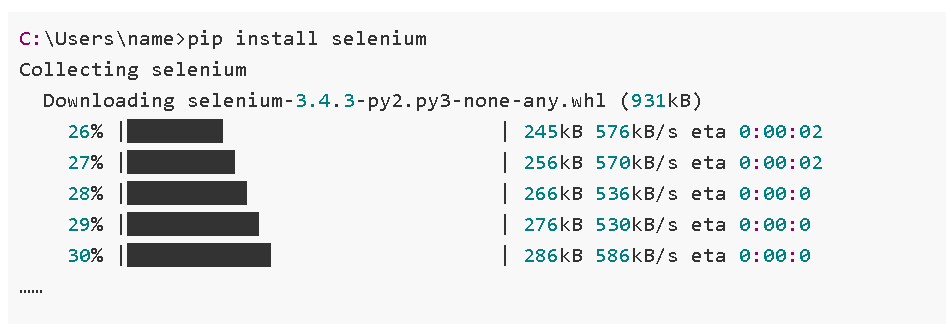 C:\Users\name>pip install selenium
Collecting selenium
Downloading selenium-3.4.3-py2.py3-none-any.whl (931kB)
26% |████████ | 245kB 576kB/s eta 0:00:02
27% |█████████ | 256kB 570kB/s eta 0:00:02
28% |██████████ | 266kB 536kB/s eta 0:00:0
29% |███████████ | 276kB 530kB/s eta 0:00:0
30% |████████████ | 286kB 586kB/s eta 0:00:0
……